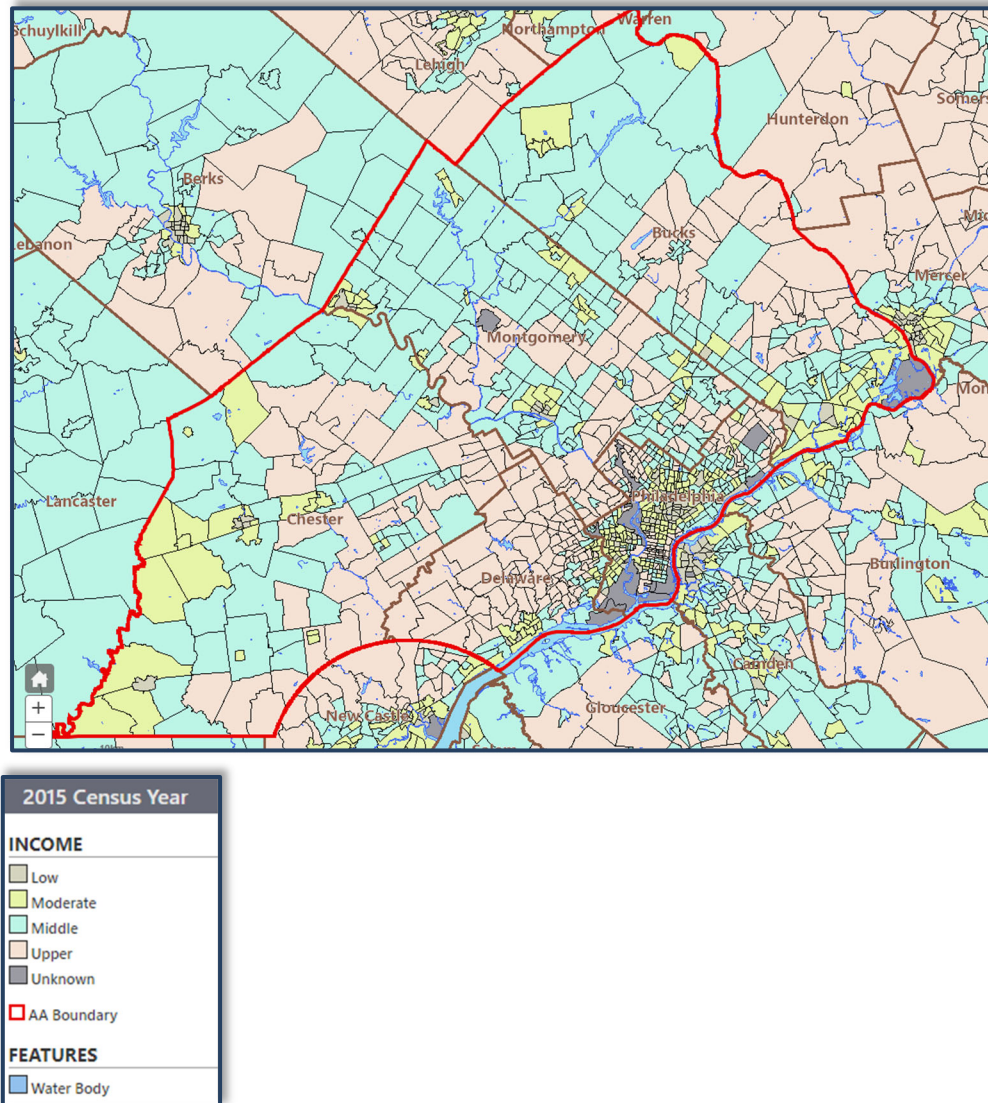 Schuylkill
Northampton
Warren
Lehigh
Somers
Hunterdon
Berks
Lebanon
Bucks
Mercer
Montgomery
Mon
Lancaster
Philadelphia
Chester
Burlington
Delaware
Camden
New Castle
Gloucester
+
−
2015 Census Year
INCOME
Low
Moderate
Middle
Upper
Unknown
AA Boundary
FEATURES
Water Body